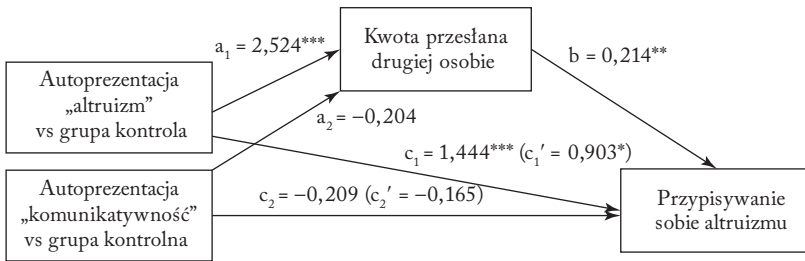 a₁ = 2,524***
Kwota przesłana
drugiej osobie
b = 0,214**
Autoprezentacja
„altruizm”
vs grupa kontrola
a₂ = −0,204
c₁ = 1,444*** (c₁′ = 0,903*)
Autoprezentacja
„komunikatywność”
vs grupa kontrolna
c₂ = −0,209 (c₂′ = −0,165)
Przypisywanie
sobie altruizmu